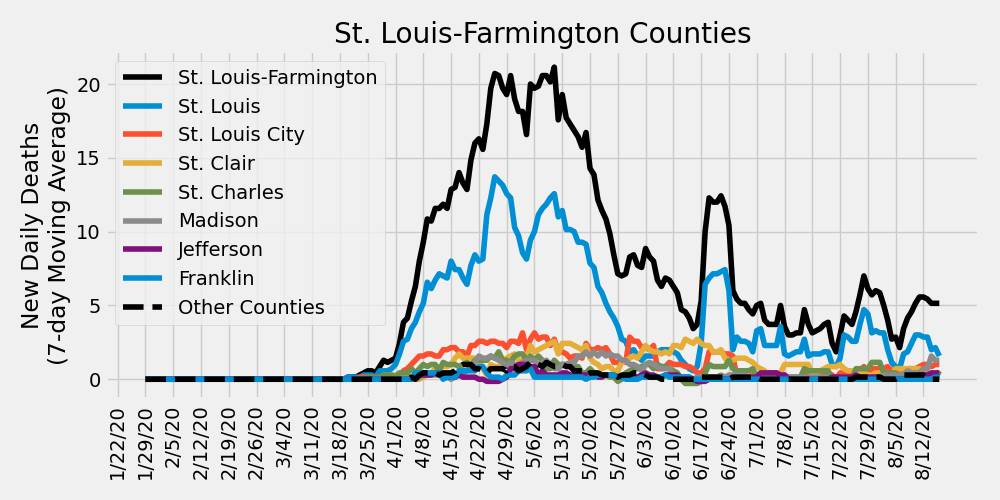 St. Louis-Farmington Counties
New Daily Deaths
(7-day Moving Average)
20
15
10
5
0
St. Louis-Farmington
St. Louis
St. Louis City
St. Clair
St. Charles
Madison
Jefferson
Franklin
Other Counties
1/22/20
1/29/20
2/5/20
2/12/20
2/19/20
2/26/20
3/4/20
3/11/20
3/18/20
3/25/20
4/1/20
4/8/20
4/15/20
4/22/20
4/29/20
5/6/20
5/13/20
5/20/20
5/27/20
6/3/20
6/10/20
6/17/20
6/24/20
7/1/20
7/8/20
7/15/20
7/22/20
7/29/20
8/5/20
8/12/20